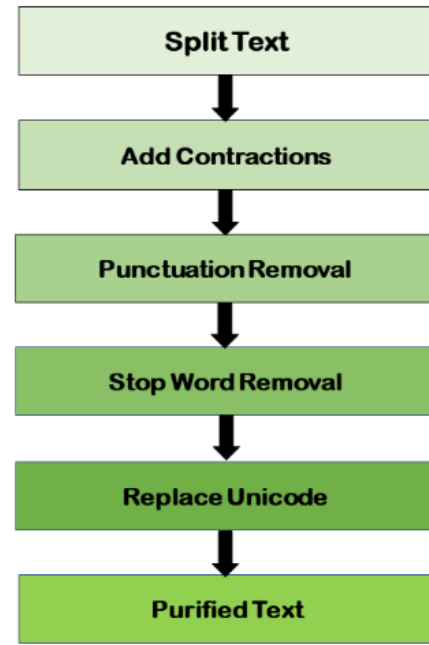 Split Text
Add Contractions
Punctuation Removal
Stop Word Removal
Replace Unicode
Purified Text